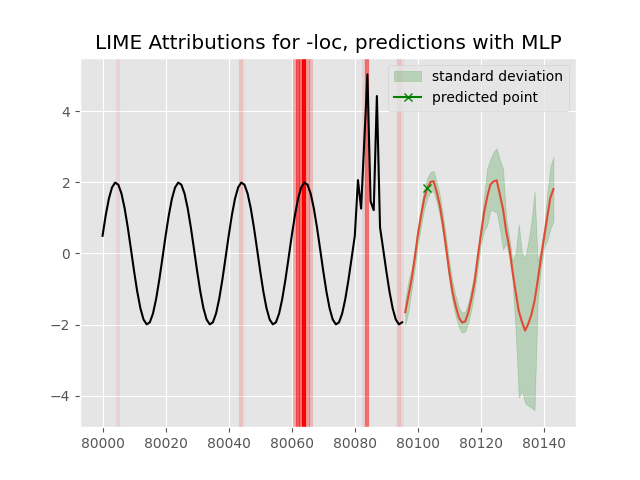 LIME Attributions for -loc, predictions with MLP
standard deviation
predicted point
4
2
0
−2
−4
80000 80020 80040 80060 80080 80100 80120 80140